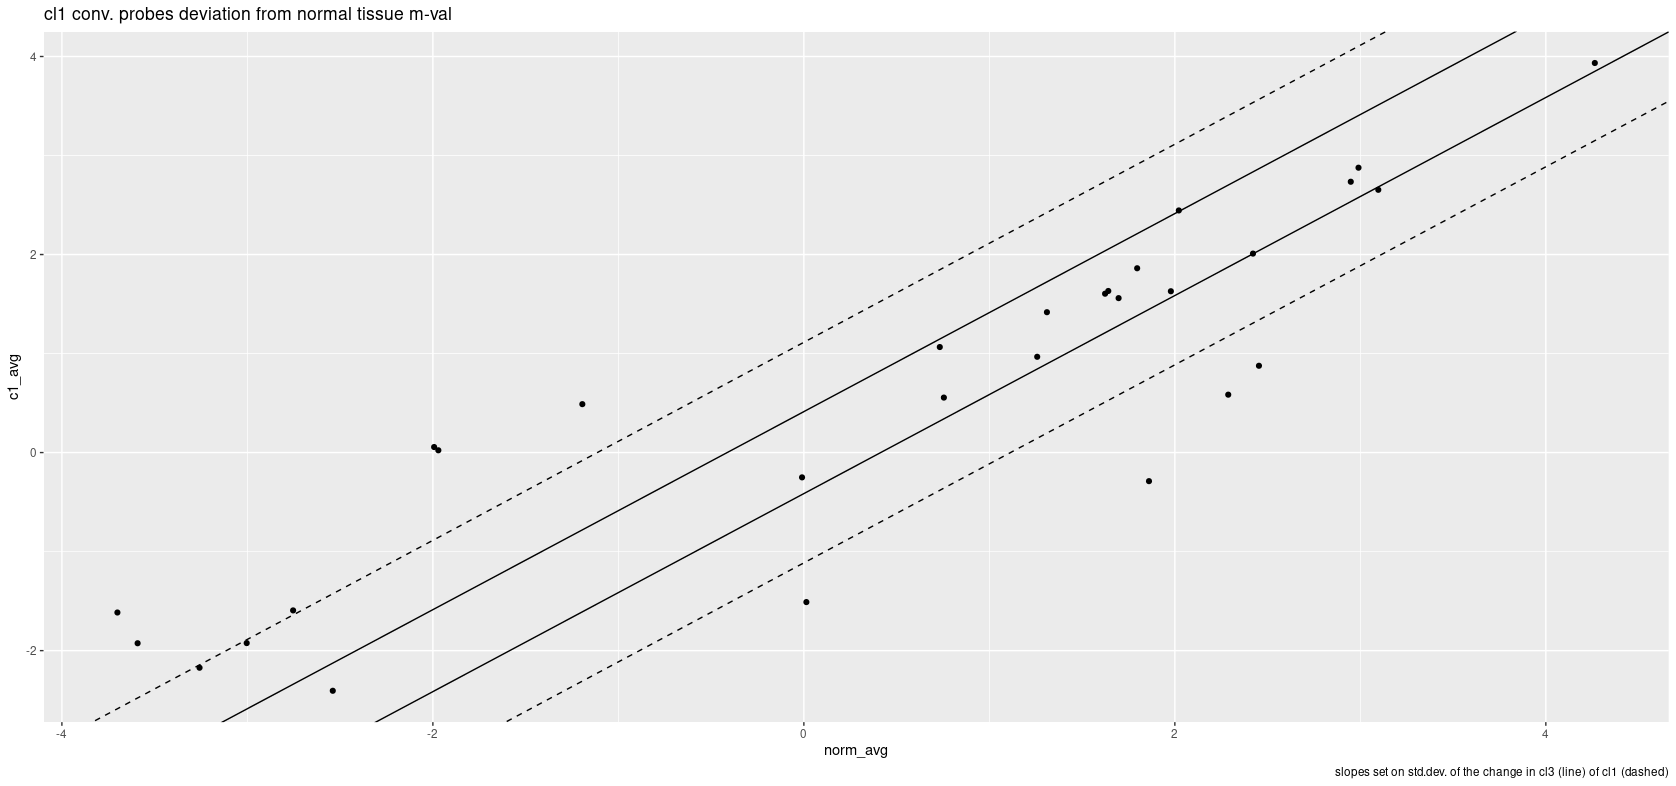 cl1 conv. probes deviation from normal tissue m-val
4
2
0
-2
c1_avg
-4
-2
0
2
4
norm_avg
slopes set on std.dev. of the change in cl3 (line) of cl1 (dashed)